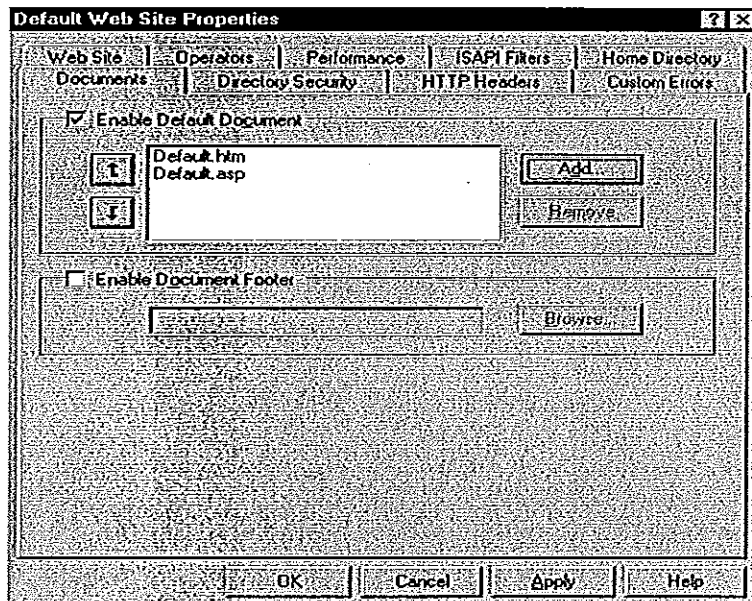 Default Web Site Properties
Web Site Operators Performance ISAPI Filters Home Directory
Documents Directory Security HTTP Headers Custom Errors
Enable Default Document
Default.htm
Default.asp
Add...
Remove
Enable Document Footer
Browse...
OK Cancel Apply Help